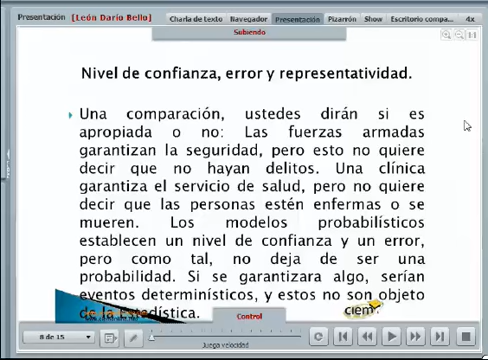 Presentación [León Darío Bello] Charla de texto Navegador Presentación Pizarrón Show Escritorio compa... 4x
Subiendo
Nivel de confianza, error y representatividad.
Una comparación, ustedes dirán si es
apropiada o no: Las fuerzas armadas
garantizan la seguridad, pero esto no quiere
decir que no hayan delitos. Una clínica
garantiza el servicio de salud, pero no quiere
decir que las personas estén enfermas o se
mueren. Los modelos probabilísticos
establecen un nivel de confianza y un error,
pero como tal, no deja de ser una
probabilidad. Si se garantizara algo, serían
eventos determinísticos, y estos no son objeto
de la Estadística.
ciem
Control
8 de 15
Juega velocidad